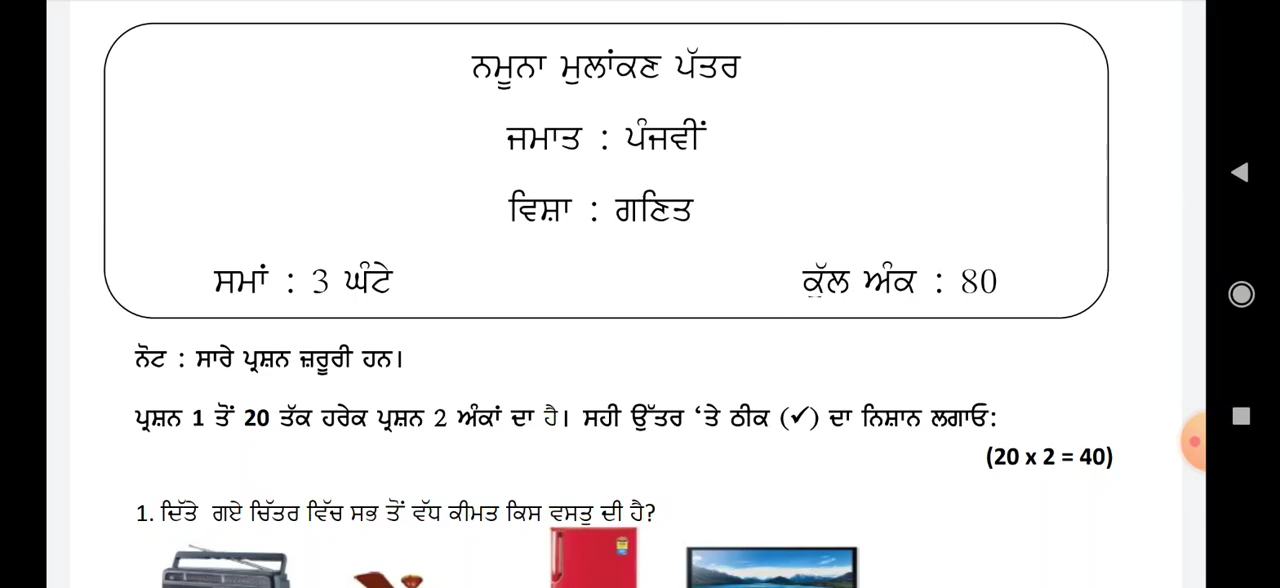 ਨਮੂਨਾ ਮੁਲਾਂਕਣ ਪੱਤਰ
ਜਮਾਤ : ਪੰਜਵੀਂ
ਵਿਸ਼ਾ : ਗਣਿਤ
ਸਮਾਂ : 3 ਘੰਟੇ ਕੁੱਲ ਅੰਕ : 80
ਨੋਟ : ਸਾਰੇ ਪ੍ਰਸ਼ਨ ਜ਼ਰੂਰੀ ਹਨ।
ਪ੍ਰਸ਼ਨ 1 ਤੋਂ 20 ਤੱਕ ਹਰੇਕ ਪ੍ਰਸ਼ਨ 2 ਅੰਕਾਂ ਦਾ ਹੈ। ਸਹੀ ਉੱਤਰ ‘ਤੇ ਠੀਕ (✓) ਦਾ ਨਿਸ਼ਾਨ ਲਗਾਓ:
(20 x 2 = 40)
1. ਦਿੱਤੇ ਗਏ ਚਿੱਤਰ ਵਿੱਚ ਸਭ ਤੋਂ ਵੱਧ ਕੀਮਤ ਕਿਸ ਵਸਤੂ ਦੀ ਹੈ?